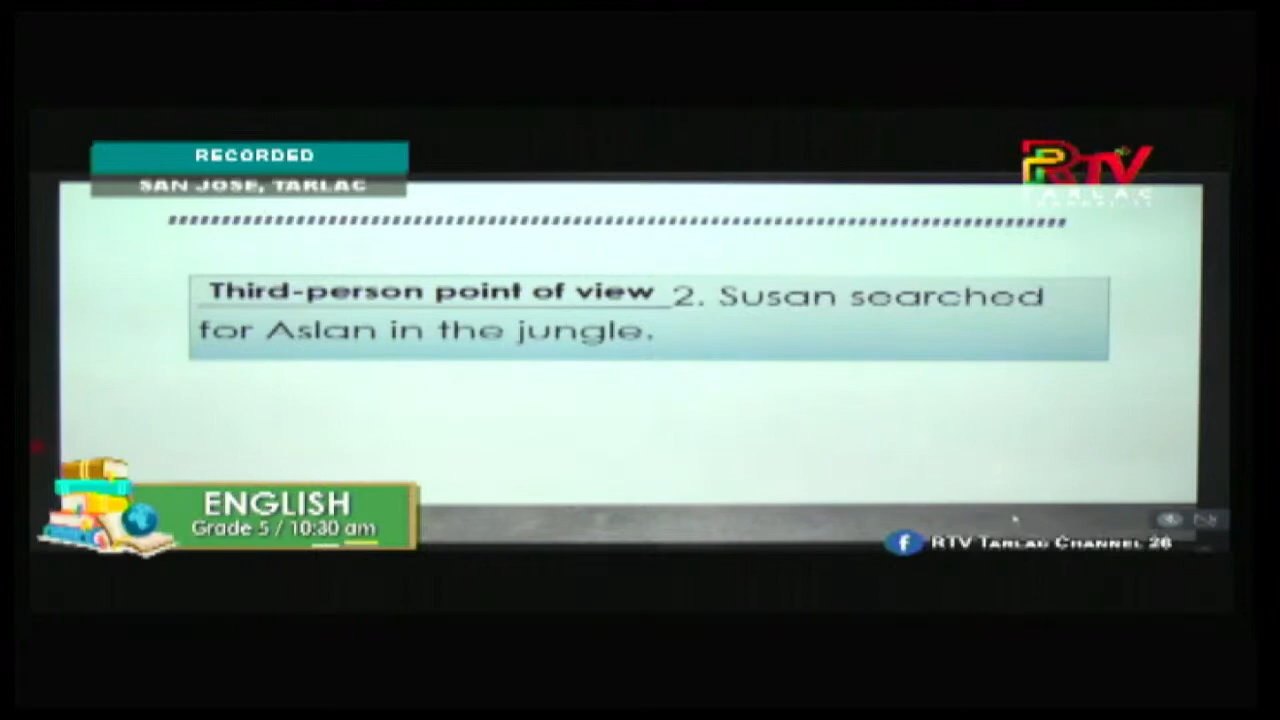 RECORDED
SAN JOSE, TARLAC
RTV
TARLAC
Third-person point of view 2. Susan searched
for Aslan in the jungle.
ENGLISH
Grade 5 / 10:30 am
RTV TARLAC CHANNEL 26